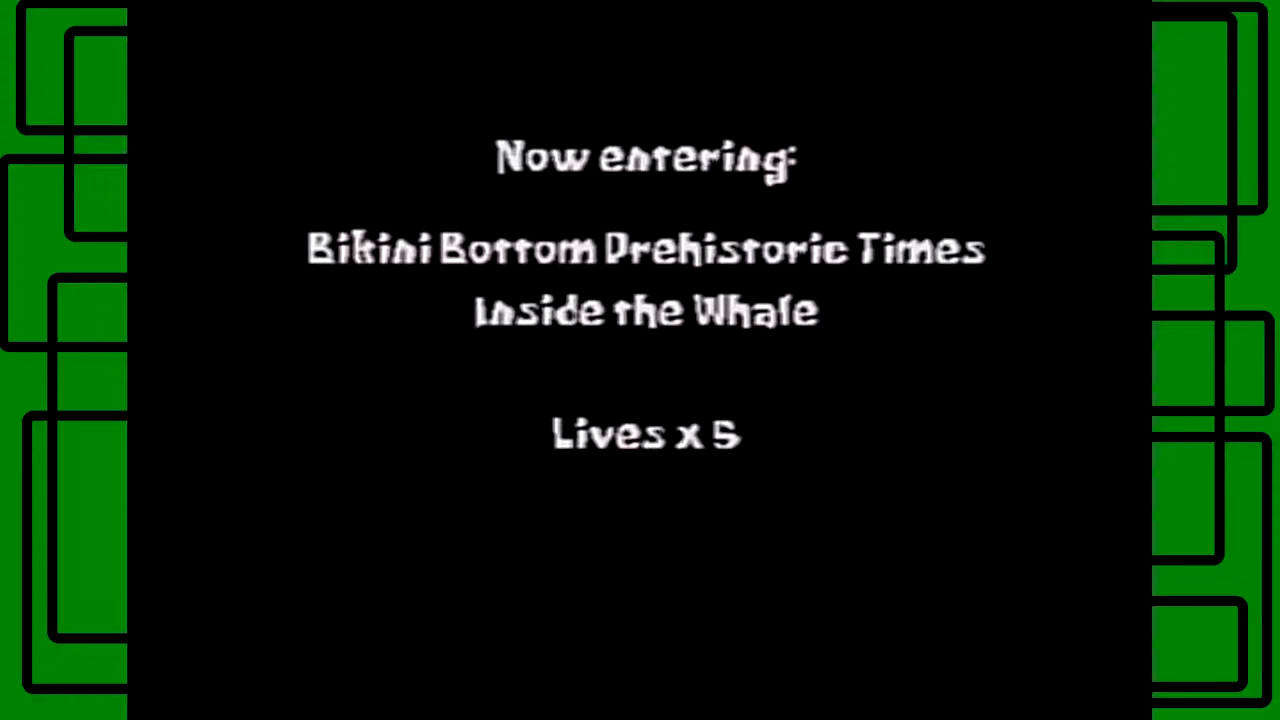 Now entering:
Bikini Bottom Prehistoric Times
Inside the Whale
Lives x 5